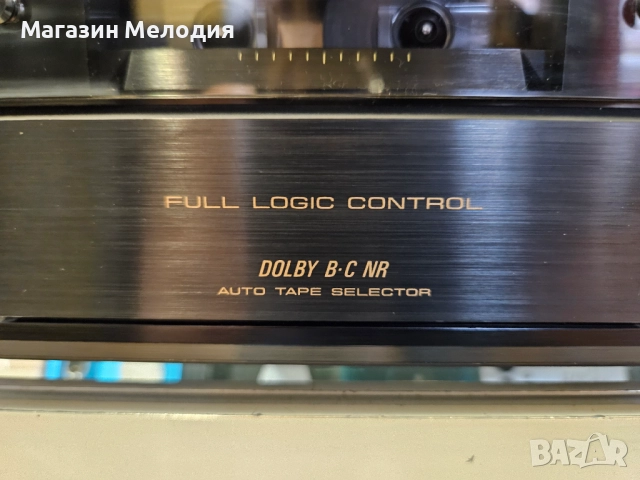 Магазин Мелодия
FULL LOGIC CONTROL
DOLBY B·C NR
AUTO TAPE SELECTOR
BAZAR